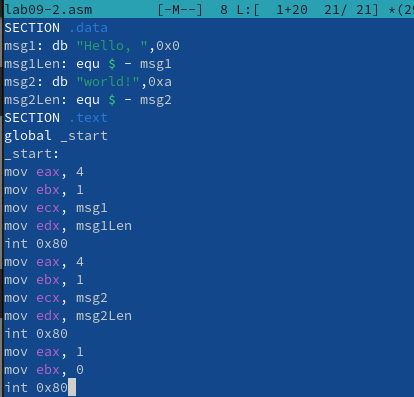 lab09-2.asm [-M--] 8 L:[ 1+20 21/ 21] *(29
SECTION .data
msg1: db "Hello, ",0x0
msg1Len: equ $ - msg1
msg2: db "world!",0xa
msg2Len: equ $ - msg2
SECTION .text
global _start
_start:
mov eax, 4
mov ebx, 1
mov ecx, msg1
mov edx, msg1Len
int 0x80
mov eax, 4
mov ebx, 1
mov ecx, msg2
mov edx, msg2Len
int 0x80
mov eax, 1
mov ebx, 0
int 0x80